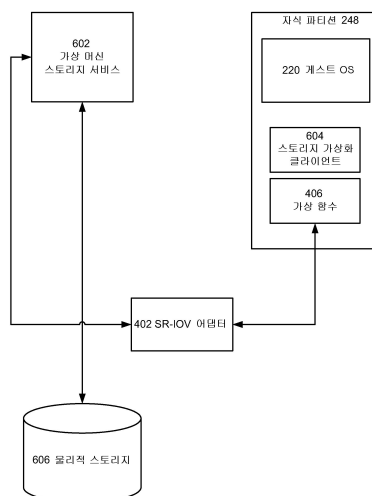 602
가상 머신
스토리지 서비스
자식 파티션 248
220 게스트 OS
604
스토리지 가상화
클라이언트
406
가상 함수
402 SR-IOV 어댑터
606 물리적 스토리지